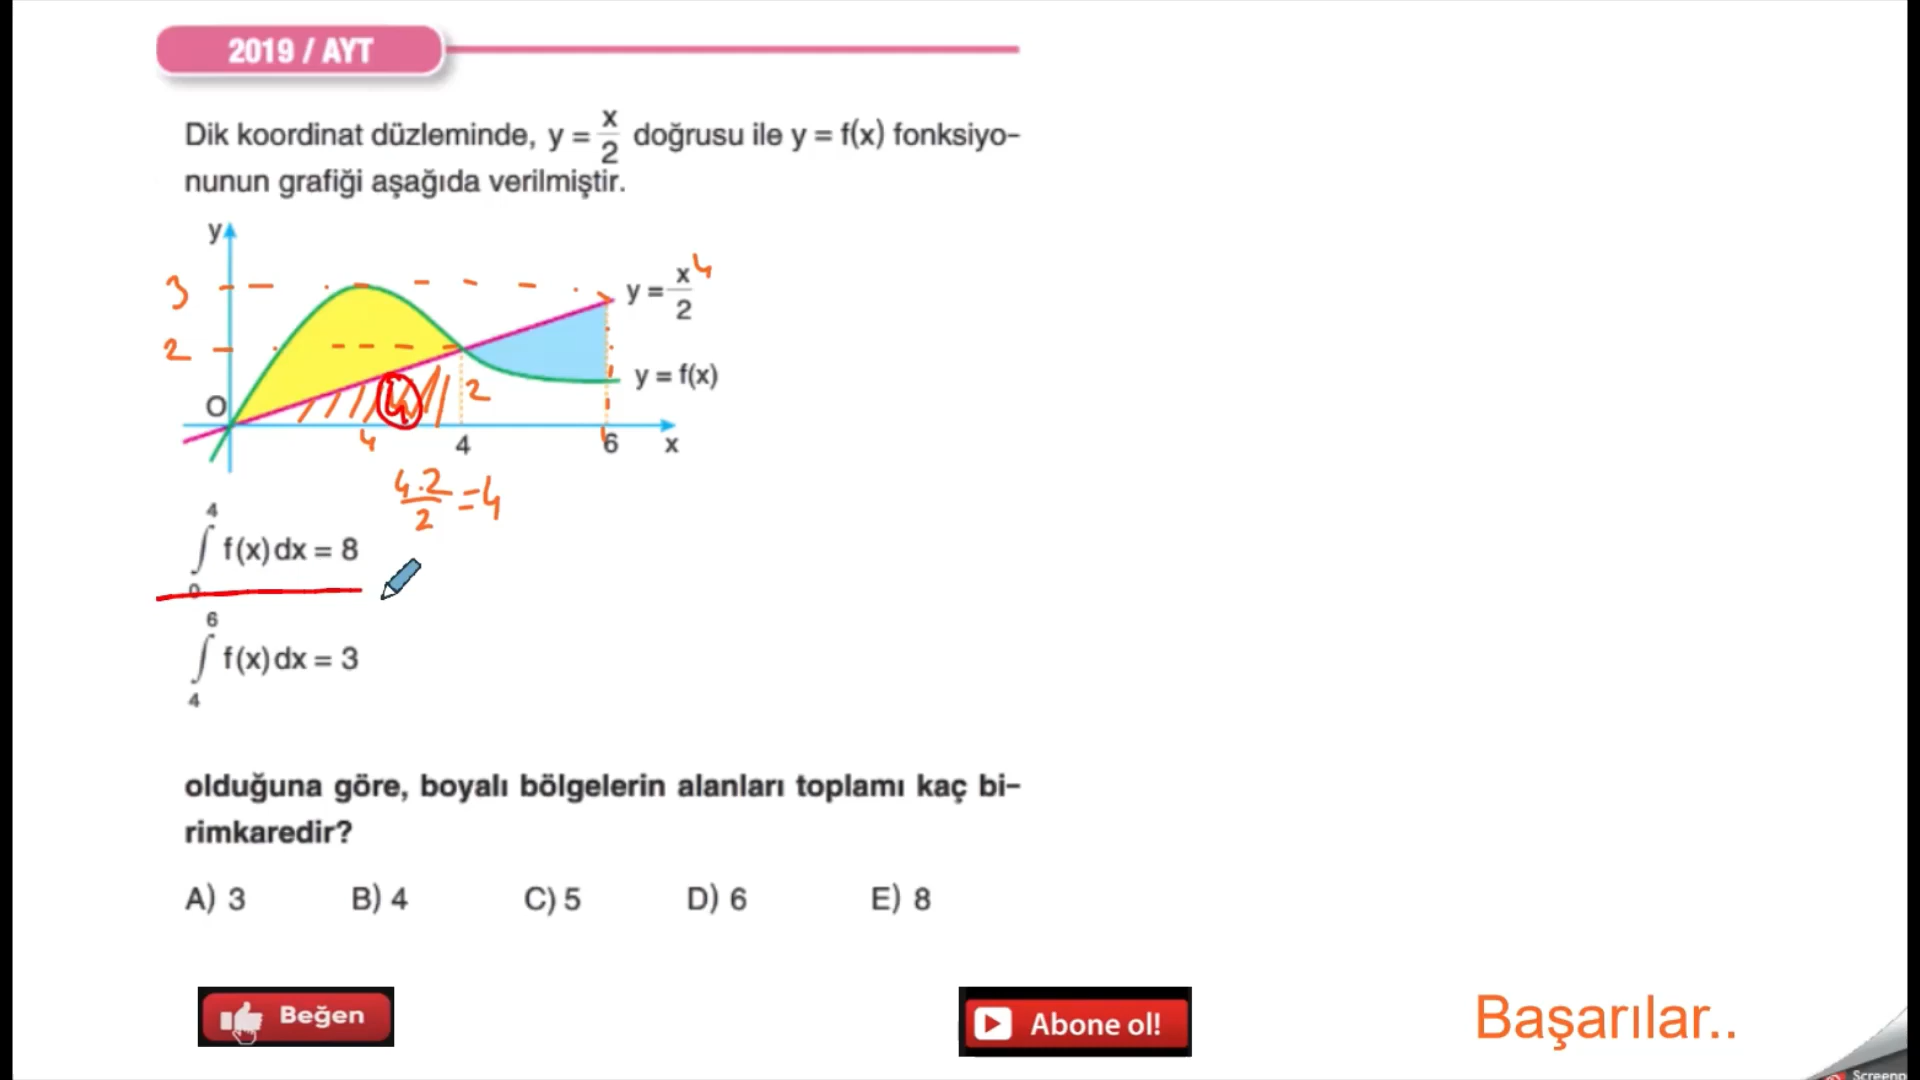 2019 / AYT
Dik koordinat düzleminde, y = x/2 doğrusu ile y = f(x) fonksiyo-
nunun grafiği aşağıda verilmiştir.
y
3
y = x/2
4
2
2
y = f(x)
O
4
4
4
6
x
4.2/2 = 4
∫₀⁴ f(x) dx = 8
∫₄⁶ f(x) dx = 3
olduğuna göre, boyalı bölgelerin alanları toplamı kaç bi-
rimkaredir?
A) 3 B) 4 C) 5 D) 6 E) 8
Beğen
Abone ol!
Başarılar..